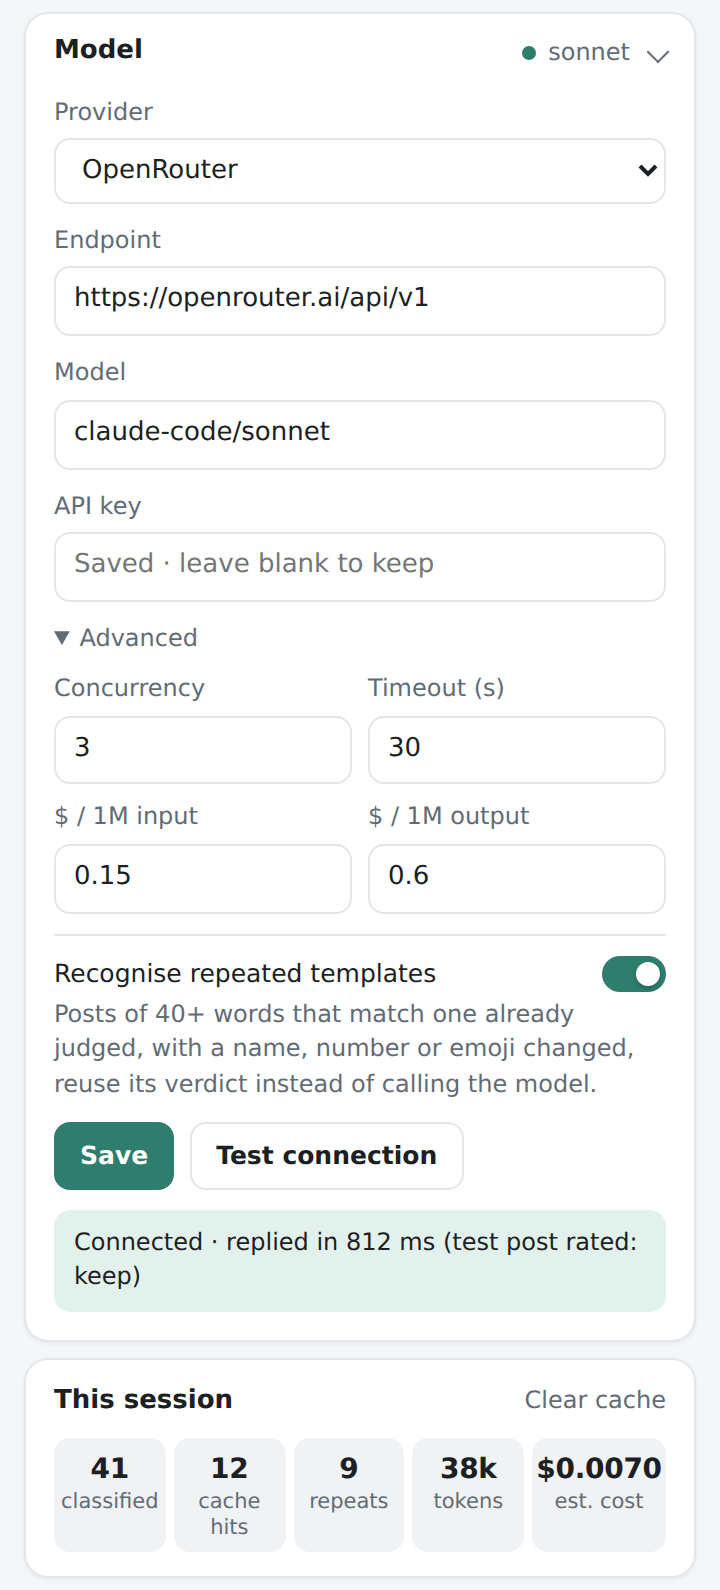 Model
sonnet
Provider
OpenRouter
Endpoint
https://openrouter.ai/api/v1
Model
claude-code/sonnet
API key
Saved · leave blank to keep
▼ Advanced
Concurrency
Timeout (s)
3
30
$ / 1M input
$ / 1M output
0.15
0.6
Recognise repeated templates
Posts of 40+ words that match one already
judged, with a name, number or emoji changed,
reuse its verdict instead of calling the model.
Save
Test connection
Connected · replied in 812 ms (test post rated:
keep)
This session
Clear cache
41
classified
12
cache
hits
9
repeats
38k
tokens
$0.0070
est. cost